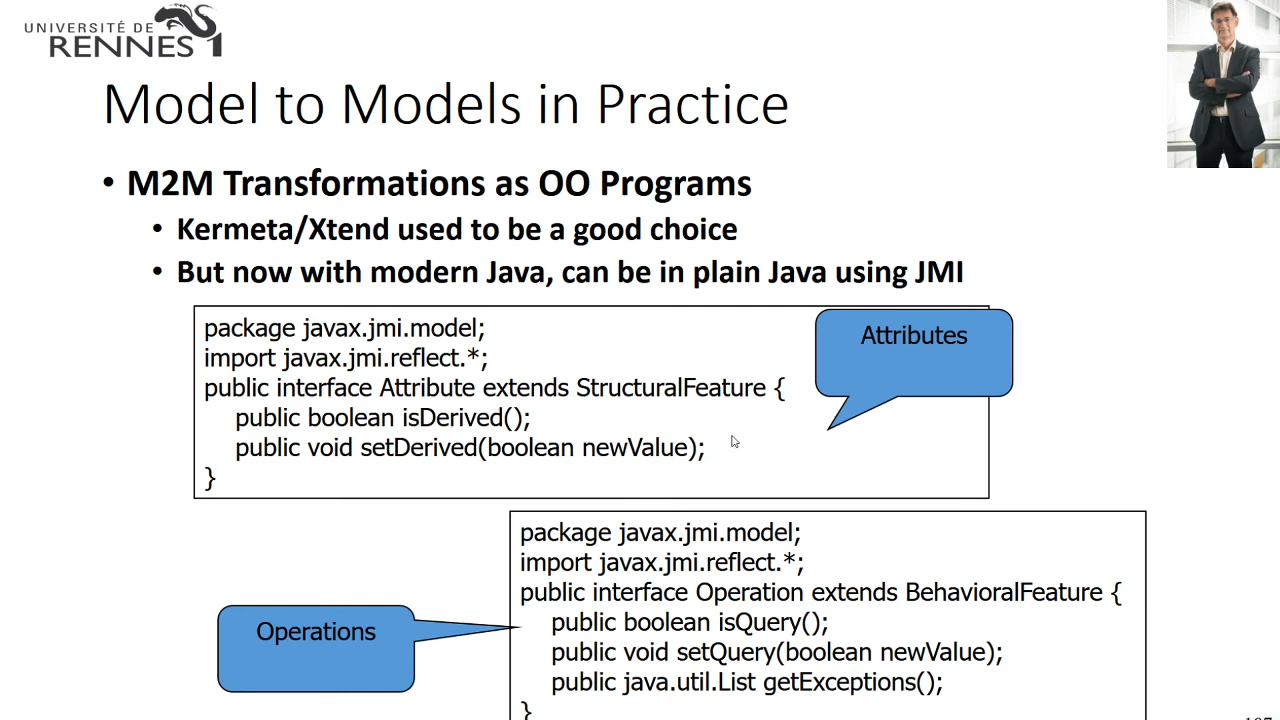 UNIVERSITÉ DE
RENNES 1
Model to Models in Practice
• M2M Transformations as OO Programs
• Kermeta/Xtend used to be a good choice
• But now with modern Java, can be in plain Java using JMI
package javax.jmi.model;
import javax.jmi.reflect.*;
public interface Attribute extends StructuralFeature {
public boolean isDerived();
public void setDerived(boolean newValue);
}
Attributes
package javax.jmi.model;
import javax.jmi.reflect.*;
public interface Operation extends BehavioralFeature {
public boolean isQuery();
public void setQuery(boolean newValue);
public java.util.List getExceptions();
}
Operations